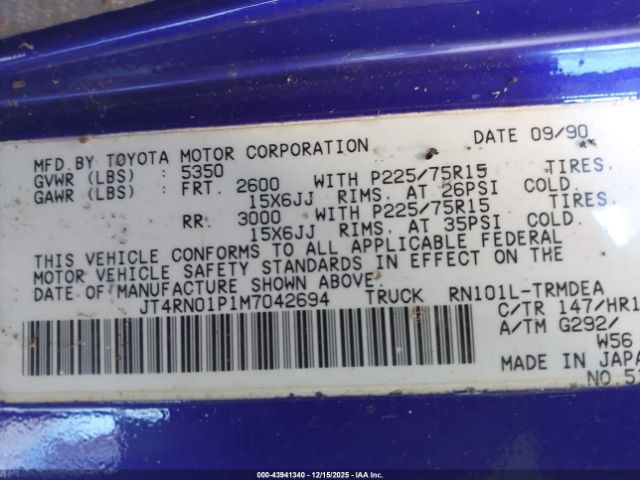 MFD. BY TOYOTA MOTOR CORPORATION DATE 09/90
GVWR (LBS) : 5350
GAWR (LBS) : FRT. 2600 WITH P225/75R15 TIRES.
15X6JJ RIMS. AT 26PSI COLD.
RR. 3000 WITH P225/75R15 TIRES.
15X6JJ RIMS. AT 35PSI COLD.
THIS VEHICLE CONFORMS TO ALL APPLICABLE FEDERAL
MOTOR VEHICLE SAFETY STANDARDS IN EFFECT ON THE
DATE OF MANUFACTURE SHOWN ABOVE.
JT4RN01P1M7042694 TRUCK RN101L-TRMDEA
C/TR 147/HR1
A/TM G292/
W56
MADE IN JAPA
NO.
000-43941340 - 12/15/2025 - IAA Inc.